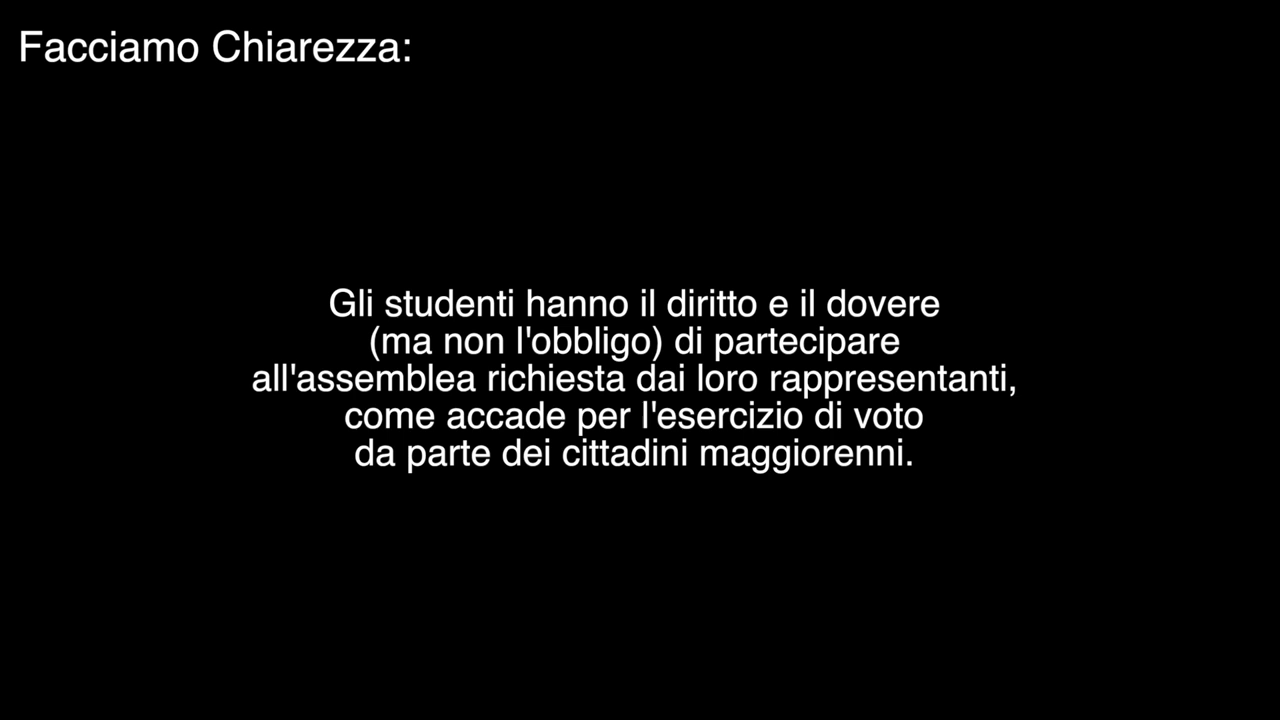 Facciamo Chiarezza:
Gli studenti hanno il diritto e il dovere
(ma non l'obbligo) di partecipare
all'assemblea richiesta dai loro rappresentanti,
come accade per l'esercizio di voto
da parte dei cittadini maggiorenni.